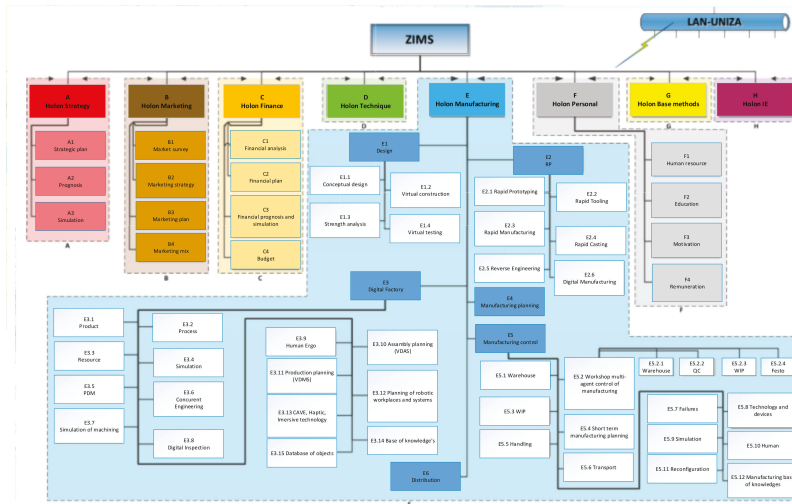 LAN-UNIZA
ZIMS
A
Holon Strategy
B
Holon Marketing
C
Holon Finance
D
Holon Technique
E
Holon Manufacturing
F
Holon Personal
G
Holon Base methods
H
Holon IE
A1
Strategic plan
A2
Prognosis
A3
Simulation
A
B1
Market survey
B2
Marketing strategy
B3
Marketing plan
B4
Marketing mix
B
C1
Financial analysis
C2
Financial plan
C3
Financial prognosis and
simulation
C4
Budget
C
D
G
H
E1
Design
E1.1
Conceptual design
E1.2
Virtual construction
E1.3
Strength analysis
E1.4
Virtual testing
E2
RP
E2.1 Rapid Prototyping
E2.2
Rapid Tooling
E2.3
Rapid Manufacturing
E2.4
Rapid Casting
E2.5 Reverse Engineering
E2.6
Digital Manufacturing
F1
Human resource
F2
Education
F3
Motivation
F4
Remuneration
F
E3
Digital Factory
E4
Manufacturing planning
E5
Manufacturing control
E3.1
Product
E3.2
Process
E3.3
Resource
E3.4
Simulation
E3.5
PDM
E3.6
Concurent
Engineering
E3.7
Simulation of machining
E3.8
Digital Inspection
E3.9
Human Ergo
E3.10 Assambly planning
(VDAS)
E3.11 Production planning
(VDMS)
E3.12 Planning of robotic
workplaces and systems
E3.13 CAVE, Haptic,
Imersive technology
E3.14 Base of knowledge's
E3.15 Database of objects
E5.1 Warehouse
E5.2 Workshop multi-
agent control of
manufacturing
E5.2.1
Warehouse
E5.2.2
QC
E5.2.3
WIP
E5.2.4
Festo
E5.3 WIP
E5.4 Short term
manufacturing planning
E5.5 Handling
E5.6 Transport
E5.7 Failures
E5.8 Technology and
devices
E5.9 Simulation
E5.10 Human
E5.11 Reconfiguration
E5.12 Manufacturing base
of knowledges
E6
Distribution